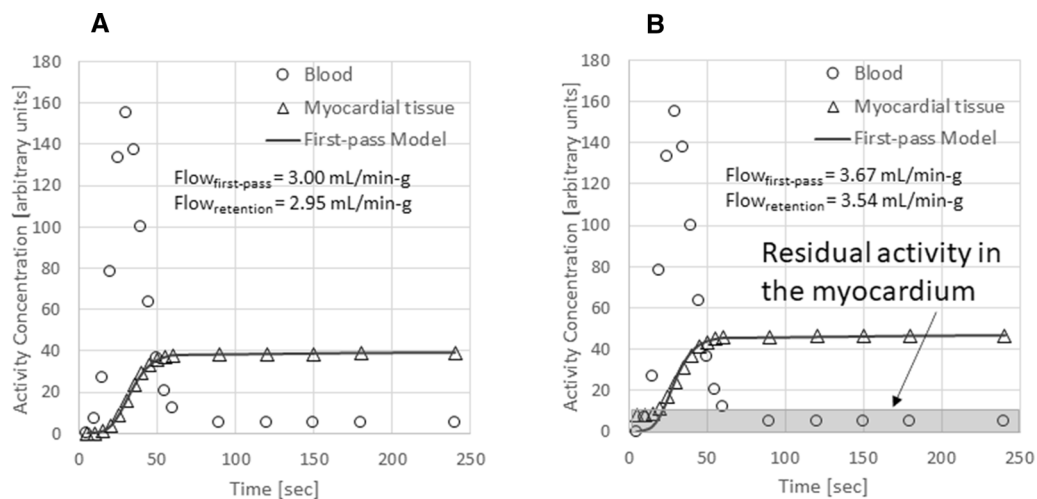 A
Activity Concentration [arbitrary units]
180
160
140
120
100
80
60
40
20
0
Blood
Myocardial tissue
First-pass Model
Flowfirst-pass = 3.00 mL/min-g
Flowretention = 2.95 mL/min-g
0 50 100 150 200 250
Time [sec]
B
Activity Concentration [arbitrary units]
180
160
140
120
100
80
60
40
20
0
Blood
Myocardial tissue
First-pass Model
Flowfirst-pass = 3.67 mL/min-g
Flowretention = 3.54 mL/min-g
Residual activity in
the myocardium
0 50 100 150 200 250
Time [sec]